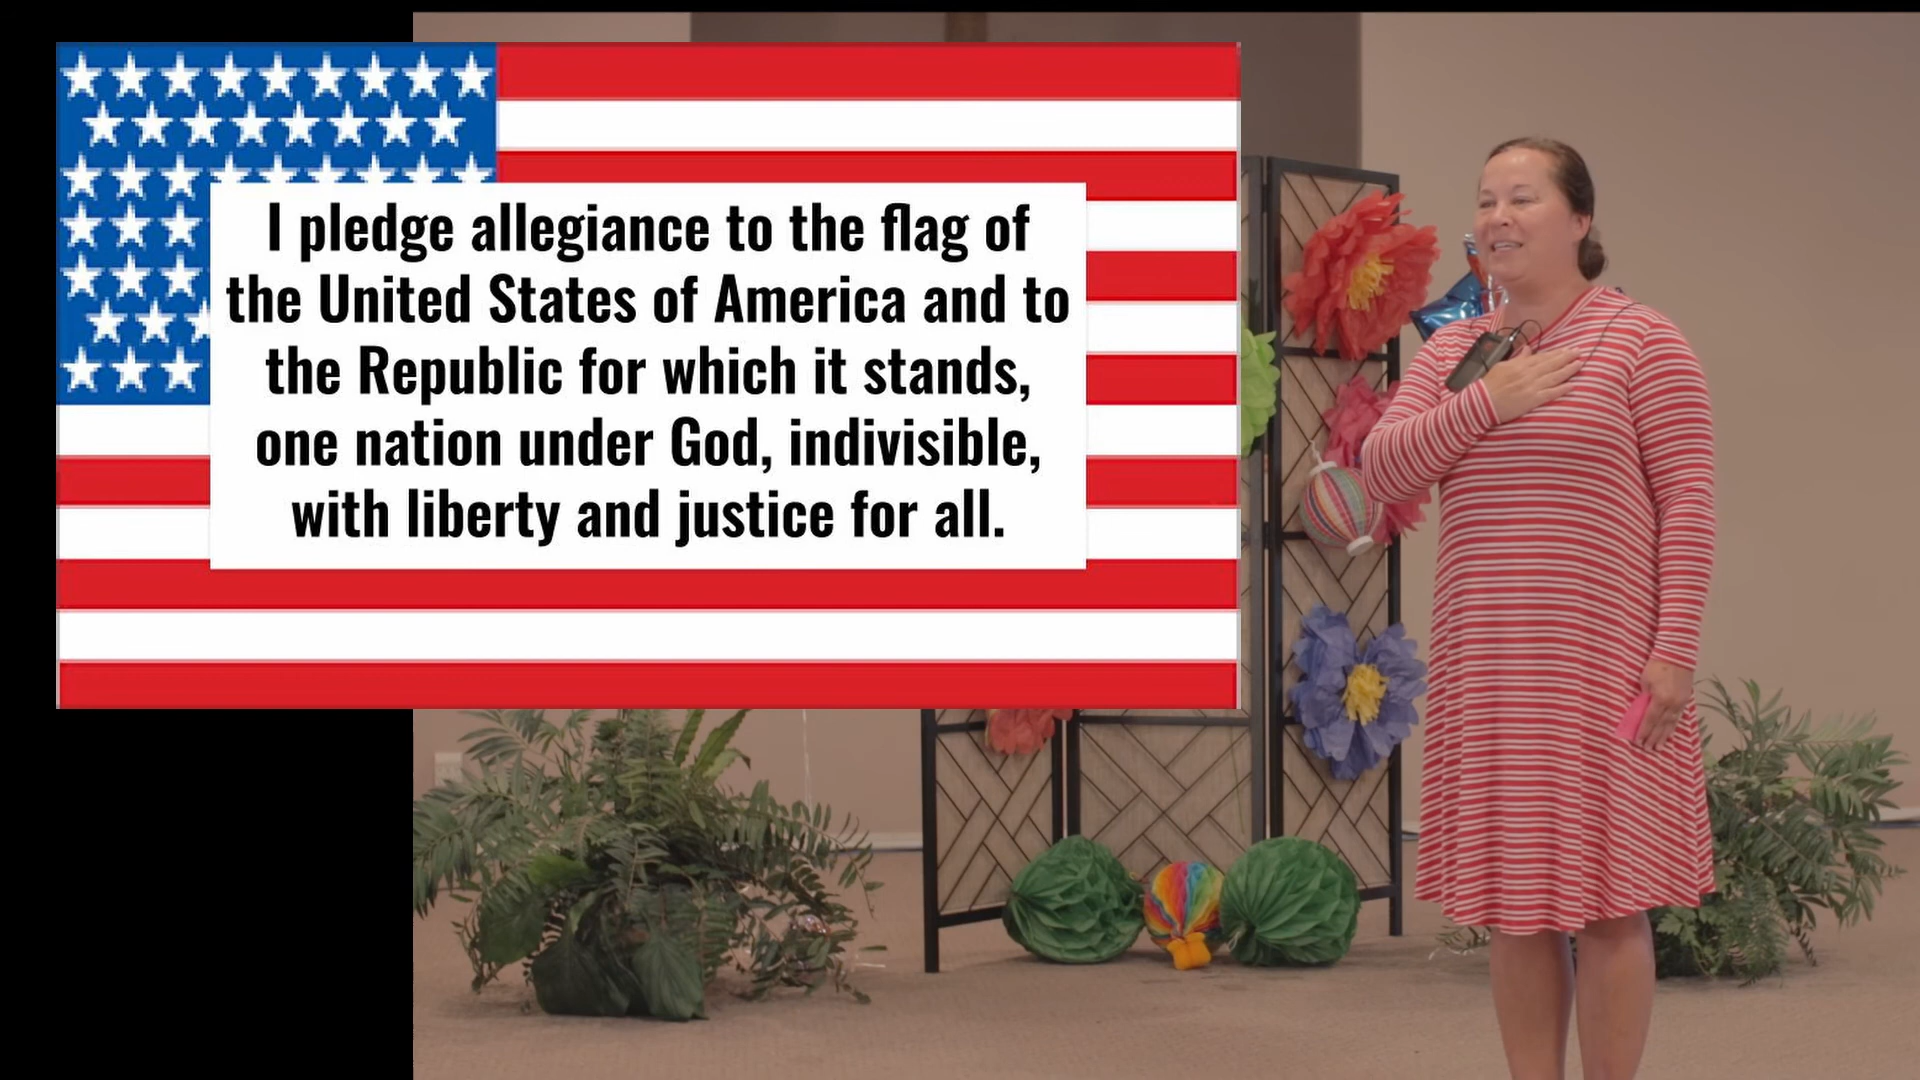 I pledge allegiance to the flag of
the United States of America and to
the Republic for which it stands,
one nation under God, indivisible,
with liberty and justice for all.